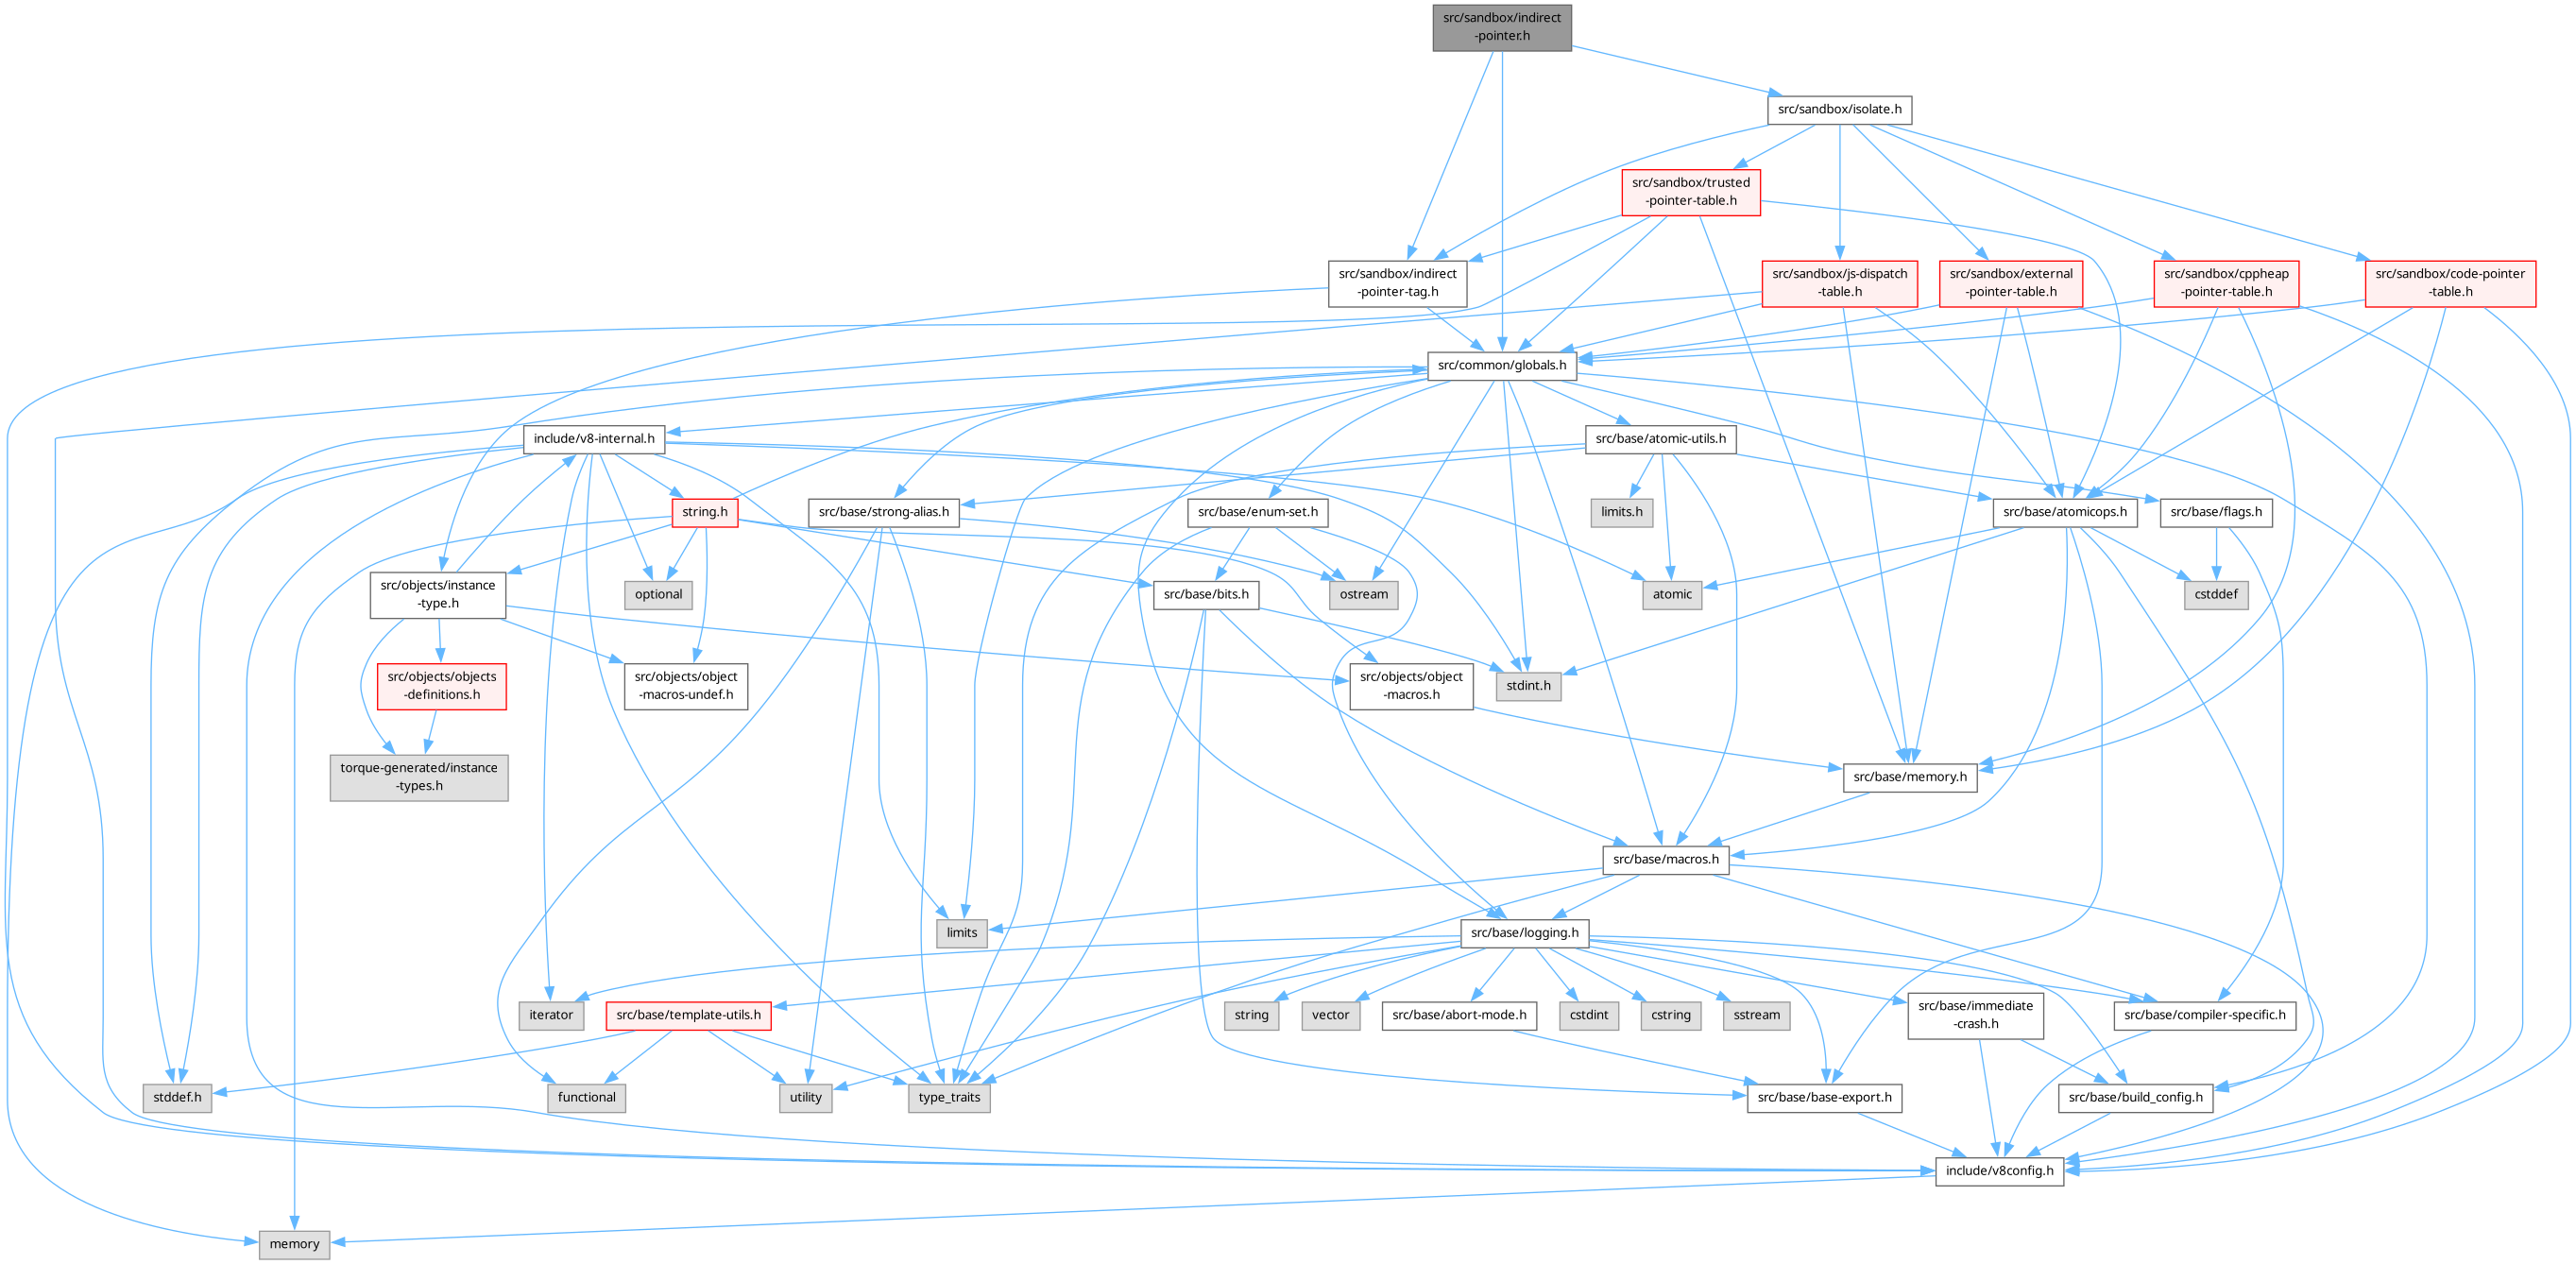 src/sandbox/indirect
-pointer.h
src/sandbox/isolate.h
src/sandbox/trusted
-pointer-table.h
src/sandbox/indirect
-pointer-tag.h
src/sandbox/js-dispatch
-table.h
src/sandbox/external
-pointer-table.h
src/sandbox/cppheap
-pointer-table.h
src/sandbox/code-pointer
-table.h
src/common/globals.h
include/v8-internal.h
src/base/atomic-utils.h
string.h
src/base/strong-alias.h
src/base/enum-set.h
limits.h
src/base/atomicops.h
src/base/flags.h
src/objects/instance
-type.h
optional
src/base/bits.h
ostream
atomic
cstddef
src/objects/objects
-definitions.h
src/objects/object
-macros-undef.h
src/objects/object
-macros.h
stdint.h
torque-generated/instance
-types.h
src/base/memory.h
src/base/macros.h
limits
src/base/logging.h
iterator
src/base/template-utils.h
string
vector
src/base/abort-mode.h
cstdint
cstring
sstream
src/base/immediate
-crash.h
src/base/compiler-specific.h
stddef.h
functional
utility
type_traits
src/base/base-export.h
src/base/build_config.h
include/v8config.h
memory